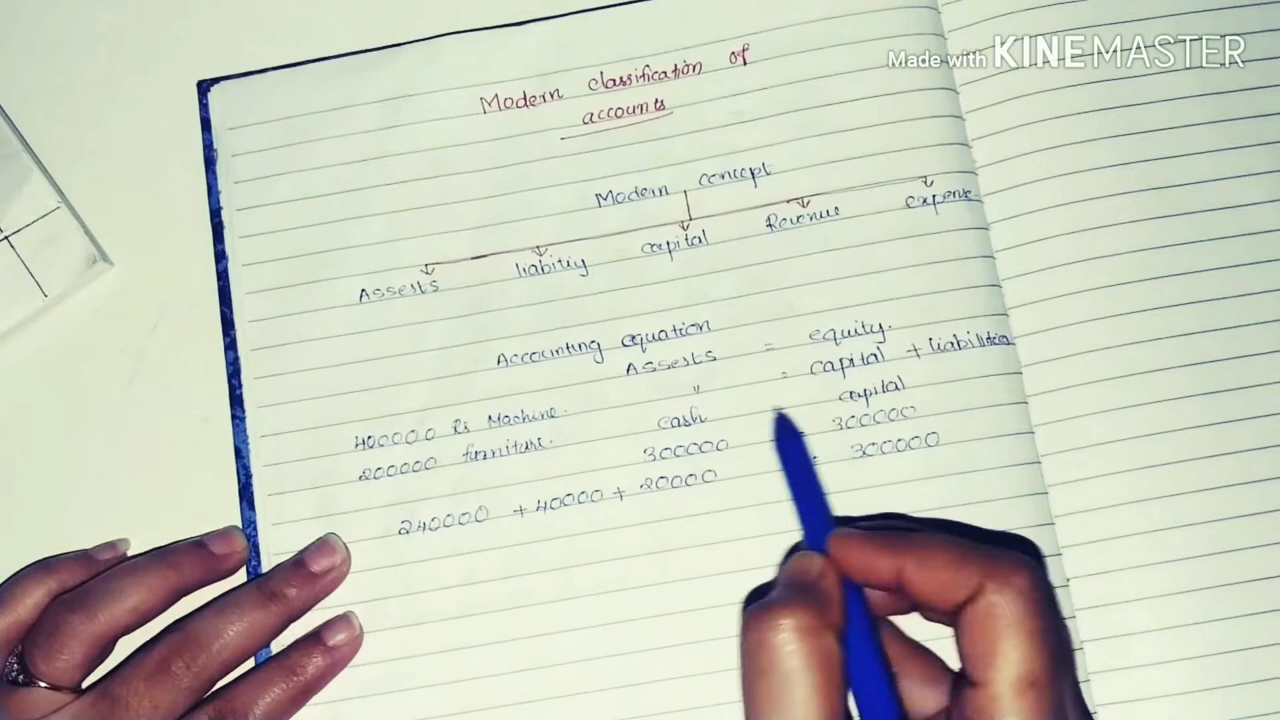 Made with KINEMASTER
Modern classification of
accounts
Modern concept
Assests liabitiy capital Revenue expense
Accounting equation
Assests = equity.
" = capital + liabilities
400000 Rs Machine. cash capital
200000 furniture. 300000 = 300000
240000 + 40000 + 20000 = 300000